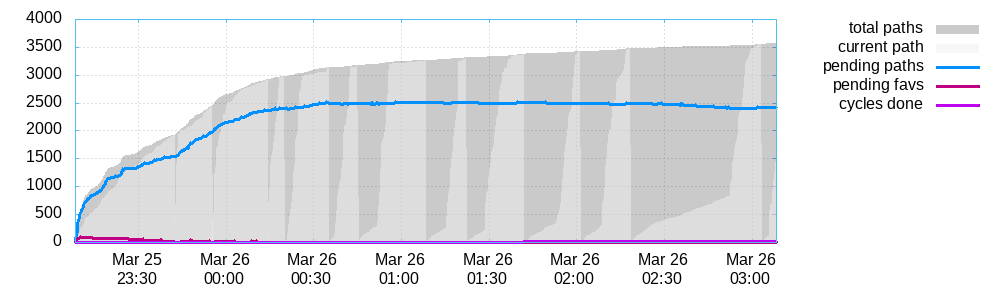 4000
3500
3000
2500
2000
1500
1000
500
0
Mar 25
23:30
Mar 26
00:00
Mar 26
00:30
Mar 26
01:00
Mar 26
01:30
Mar 26
02:00
Mar 26
02:30
Mar 26
03:00
total paths
current path
pending paths
pending favs
cycles done